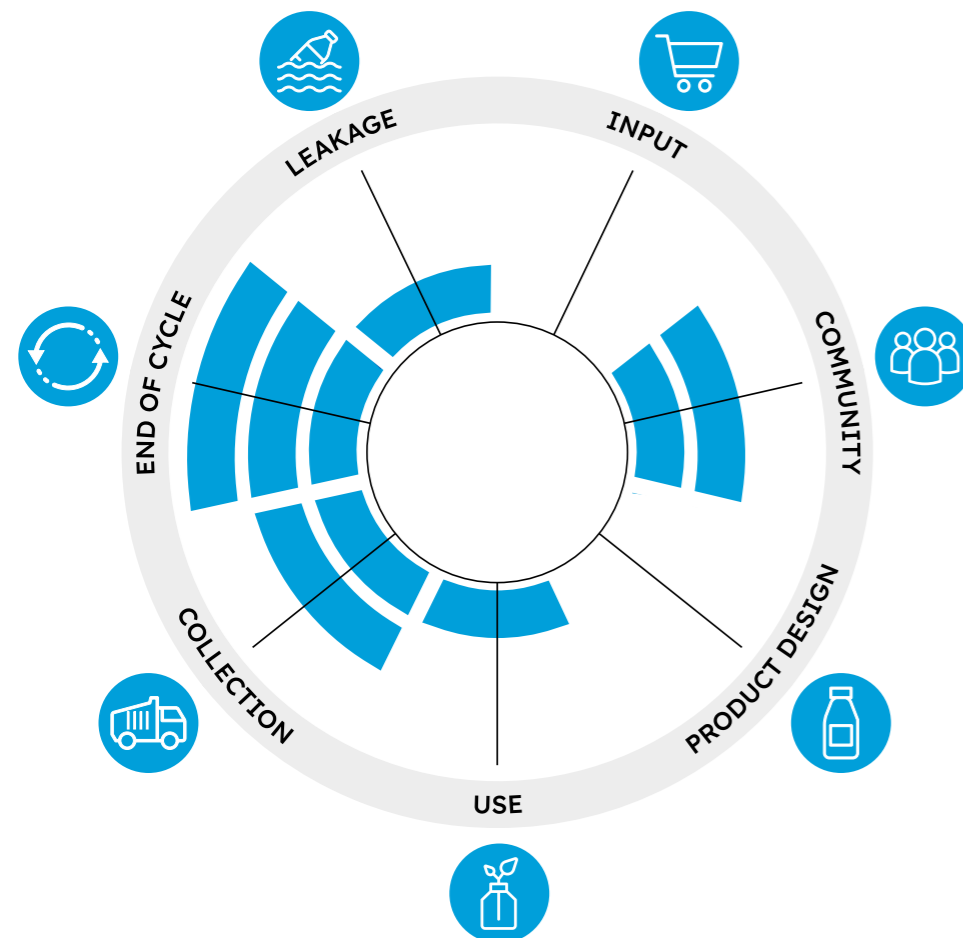 LEAKAGE
INPUT
COMMUNITY
PRODUCT DESIGN
USE
COLLECTION
END OF CYCLE